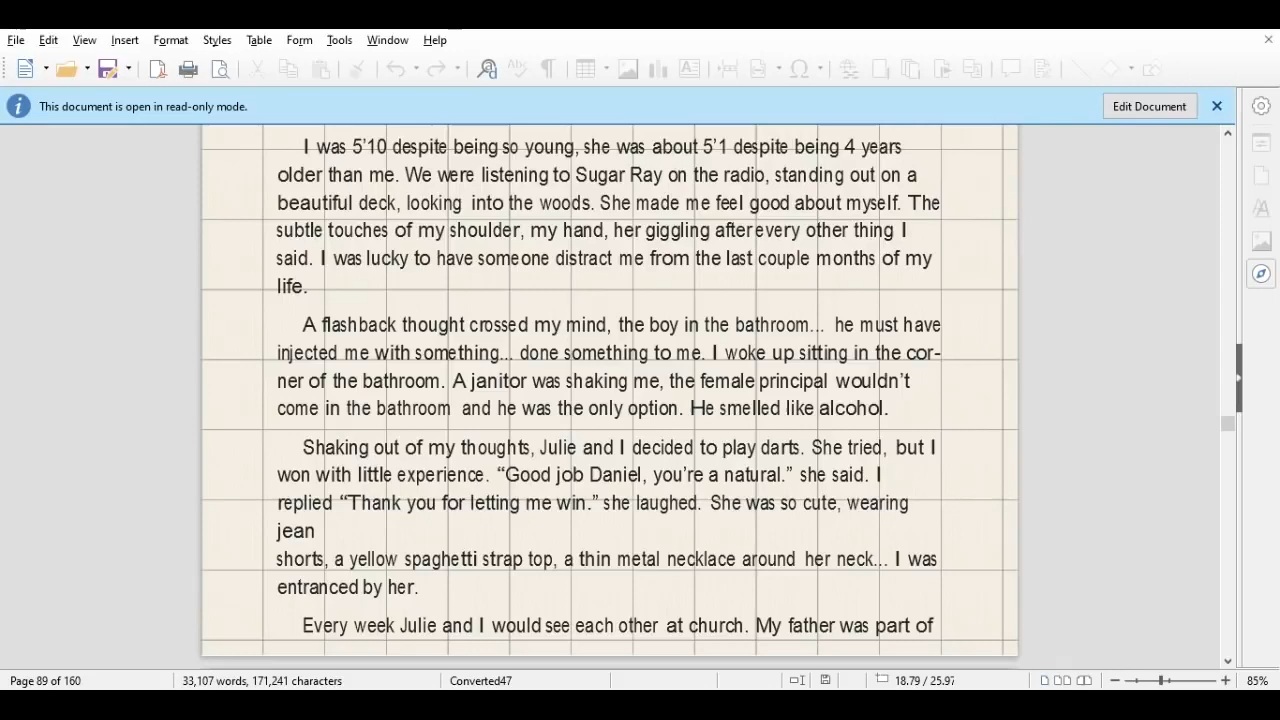 File Edit View Insert Format Styles Table Form Tools Window Help
This document is open in read-only mode.
Edit Document
I was 5’10 despite being so young, she was about 5’1 despite being 4 years
older than me. We were listening to Sugar Ray on the radio, standing out on a
beautiful deck, looking into the woods. She made me feel good about myself. The
subtle touches of my shoulder, my hand, her giggling after every other thing I
said. I was lucky to have someone distract me from the last couple months of my
life.
A flashback thought crossed my mind, the boy in the bathroom... he must have
injected me with something... done something to me. I woke up sitting in the cor-
ner of the bathroom. A janitor was shaking me, the female principal wouldn’t
come in the bathroom and he was the only option. He smelled like alcohol.
Shaking out of my thoughts, Julie and I decided to play darts. She tried, but I
won with little experience. “Good job Daniel, you’re a natural.” she said. I
replied “Thank you for letting me win.” she laughed. She was so cute, wearing
jean
shorts, a yellow spaghetti strap top, a thin metal necklace around her neck... I was
entranced by her.
Every week Julie and I would see each other at church. My father was part of
Page 89 of 160
33,107 words, 171,241 characters
Converted47
18.79 / 25.97
85%